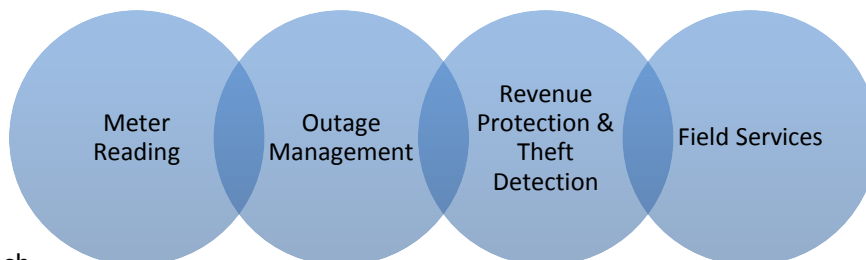 Meter
Reading
Outage
Management
Revenue
Protection &
Theft
Detection
Field Services